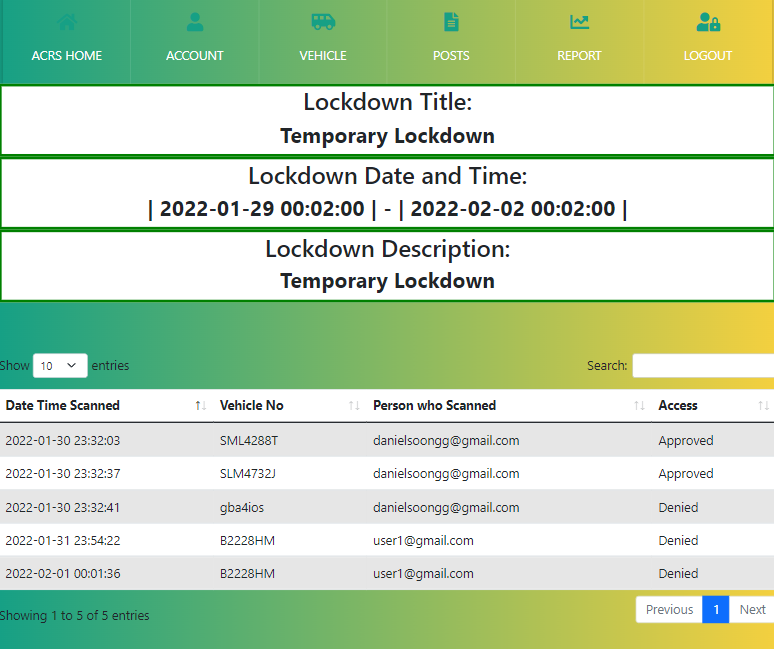 ACRS HOME ACCOUNT VEHICLE POSTS REPORT LOGOUT
Lockdown Title:
Temporary Lockdown
Lockdown Date and Time:
| 2022-01-29 00:02:00 | - | 2022-02-02 00:02:00 |
Lockdown Description:
Temporary Lockdown
Show 10 entries Search:
Date Time Scanned Vehicle No Person who Scanned Access
2022-01-30 23:32:03 SML4288T danielsoongg@gmail.com Approved
2022-01-30 23:32:37 SLM4732J danielsoongg@gmail.com Approved
2022-01-30 23:32:41 gba4ios danielsoongg@gmail.com Denied
2022-01-31 23:54:22 B2228HM user1@gmail.com Denied
2022-02-01 00:01:36 B2228HM user1@gmail.com Denied
Showing 1 to 5 of 5 entries Previous 1 Next